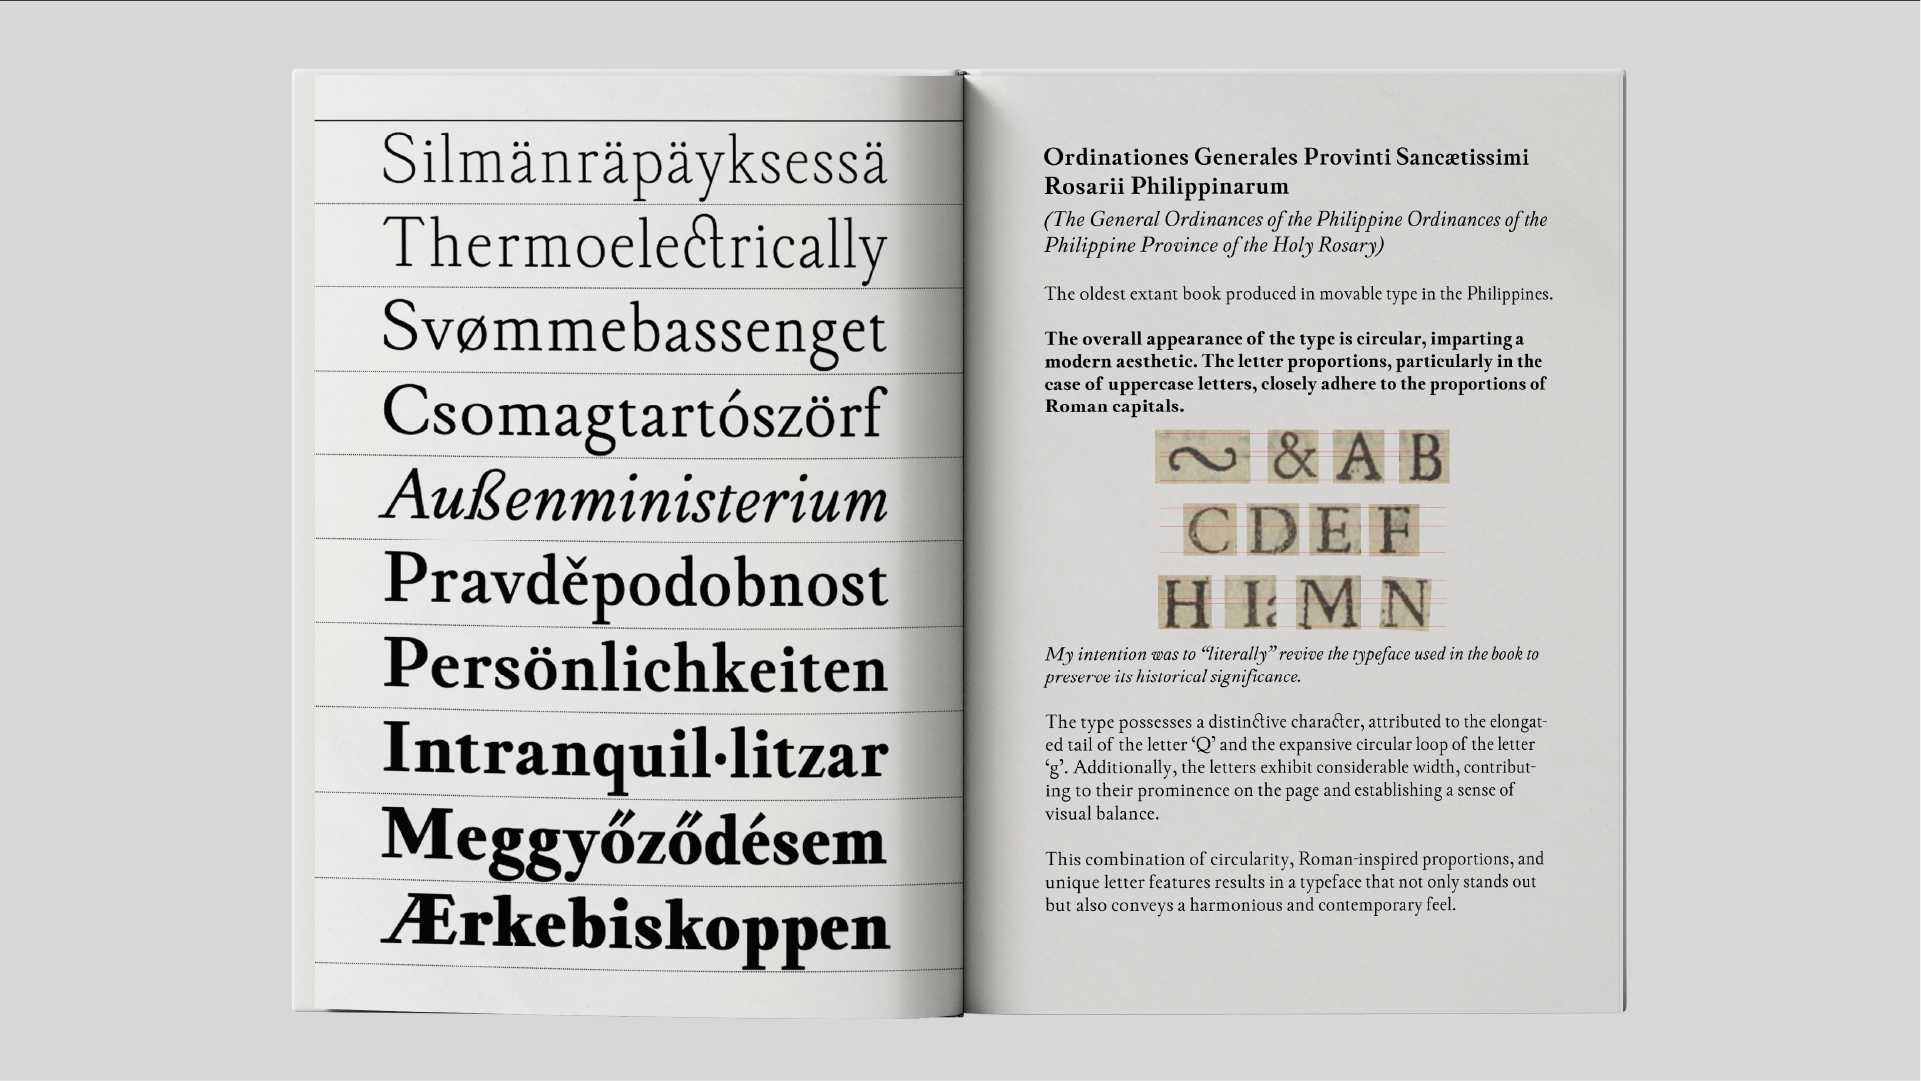 Silmänräpäyksessä
Thermoelectrically
Svømmebassenget
Csomagtartószörf
Außenministerium
Pravděpodobnost
Persönlichkeiten
Intranquil·litzar
Meggyőződésem
Ærkebiskoppen
Ordinationes Generales Provinti Sancætissimi
Rosarii Philippinarum
(The General Ordinances of the Philippine Ordinances of the
Philippine Province of the Holy Rosary)
The oldest extant book produced in movable type in the Philippines.
The overall appearance of the type is circular, imparting a
modern aesthetic. The letter proportions, particularly in the
case of uppercase letters, closely adhere to the proportions of
Roman capitals.
~ & A B
C D E F
H I M N
My intention was to “literally” revive the typeface used in the book to
preserve its historical significance.
The type possesses a distinctive character, attributed to the elongat-
ed tail of the letter ‘Q’ and the expansive circular loop of the letter
‘g’. Additionally, the letters exhibit considerable width, contribut-
ing to their prominence on the page and establishing a sense of
visual balance.
This combination of circularity, Roman-inspired proportions, and
unique letter features results in a typeface that not only stands out
but also conveys a harmonious and contemporary feel.